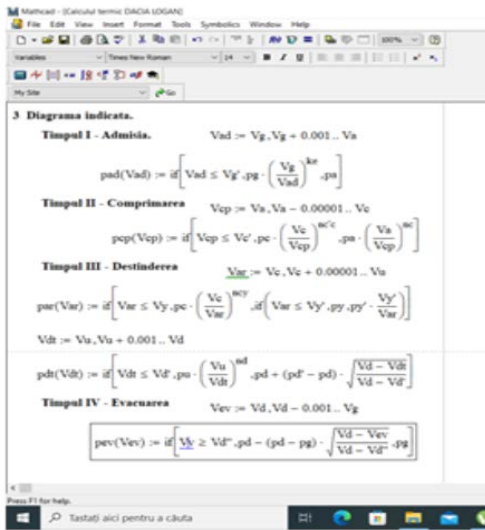 Mathcad - [Calculul termic DACIA LOGAN]
File Edit View Insert Format Tools Symbolics Window Help
100%
Variables Times New Roman 14 B I U
My Site Go
3 Diagrama indicata.
Timpul I - Admisia. Vad := Vg, Vg + 0.001 .. Va
pad(Vad) := if[Vad ≤ Vg', pg·(Vg/Vad)^ke, pa]
Timpul II - Comprimarea Vcp := Va, Va − 0.00001 .. Vc
pcp(Vcp) := if[Vcp ≤ Vc', pc·(Vc/Vcp)^nc'c, pa·(Va/Vcp)^nc]
Timpul III - Destinderea Var := Vc, Vc + 0.00001 .. Vu
par(Var) := if[Var ≤ Vy, pc·(Vc/Var)^ncy, if(Var ≤ Vy', py, py'·Vy'/Var)]
Vdt := Vu, Vu + 0.001 .. Vd
pdt(Vdt) := if[Vdt ≤ Vd', pu·(Vu/Vdt)^ud, pd + (pd' − pd)·√((Vd − Vdt)/(Vd − Vd'))]
Timpul IV - Evacuarea Vev := Vd, Vd − 0.001 .. Vg
pev(Vev) := if[Vy ≥ Vd'', pd − (pd − pg)·√((Vd − Vev)/(Vd − Vd'')), pg]
Press F1 for help.
Tastați aici pentru a căuta